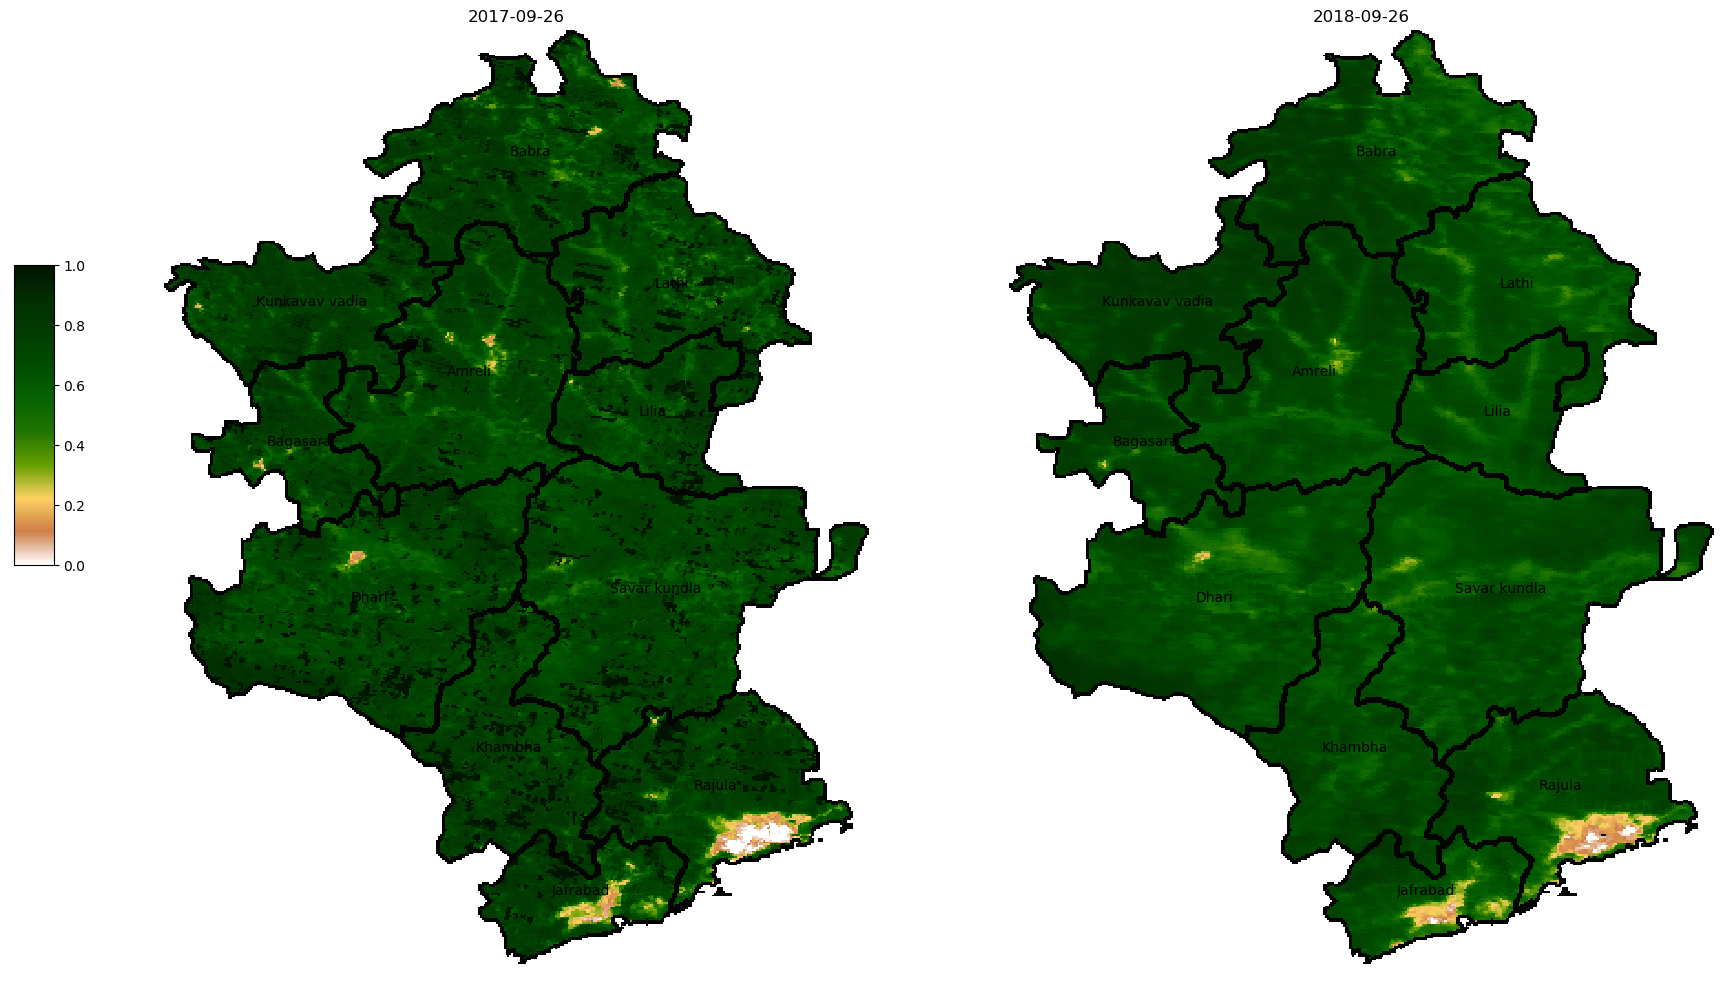 2017-09-26
2018-09-26
Babra
Babra
Lathi
Lathi
Kunkavav vadia
Kunkavav vadia
Amreli
Amreli
Lilia
Lilia
Bagasara
Bagasara
Savar kundla
Savar kundla
Dhari
Dhari
Khambha
Khambha
Rajula
Rajula
Jafrabad
Jafrabad
1.0
0.8
0.6
0.4
0.2
0.0